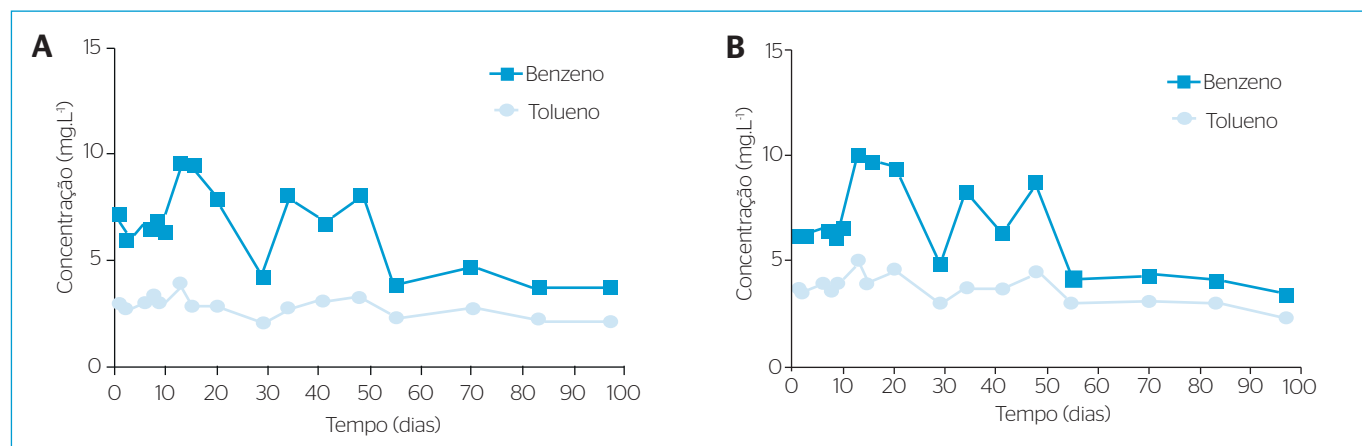 A
15
10
5
0
Concentração (mg.L⁻¹)
Benzeno
Tolueno
0 10 20 30 40 50 60 70 80 90 100
Tempo (dias)
B
15
10
5
0
Concentração (mg.L⁻¹)
Benzeno
Tolueno
0 10 20 30 40 50 60 70 80 90 100
Tempo (dias)